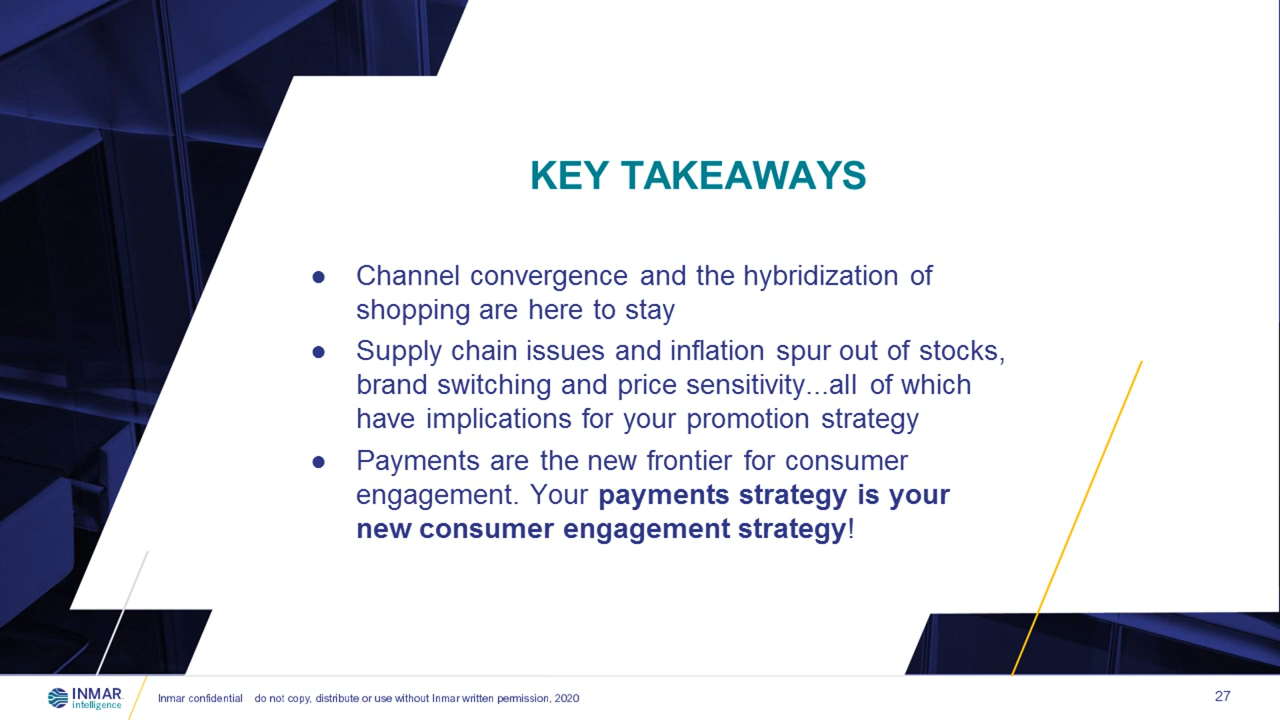 KEY TAKEAWAYS
● Channel convergence and the hybridization of
shopping are here to stay
● Supply chain issues and inflation spur out of stocks,
brand switching and price sensitivity...all of which
have implications for your promotion strategy
● Payments are the new frontier for consumer
engagement. Your payments strategy is your
new consumer engagement strategy!
INMAR
intelligence
Inmar confidential do not copy, distribute or use without Inmar written permission, 2020
27